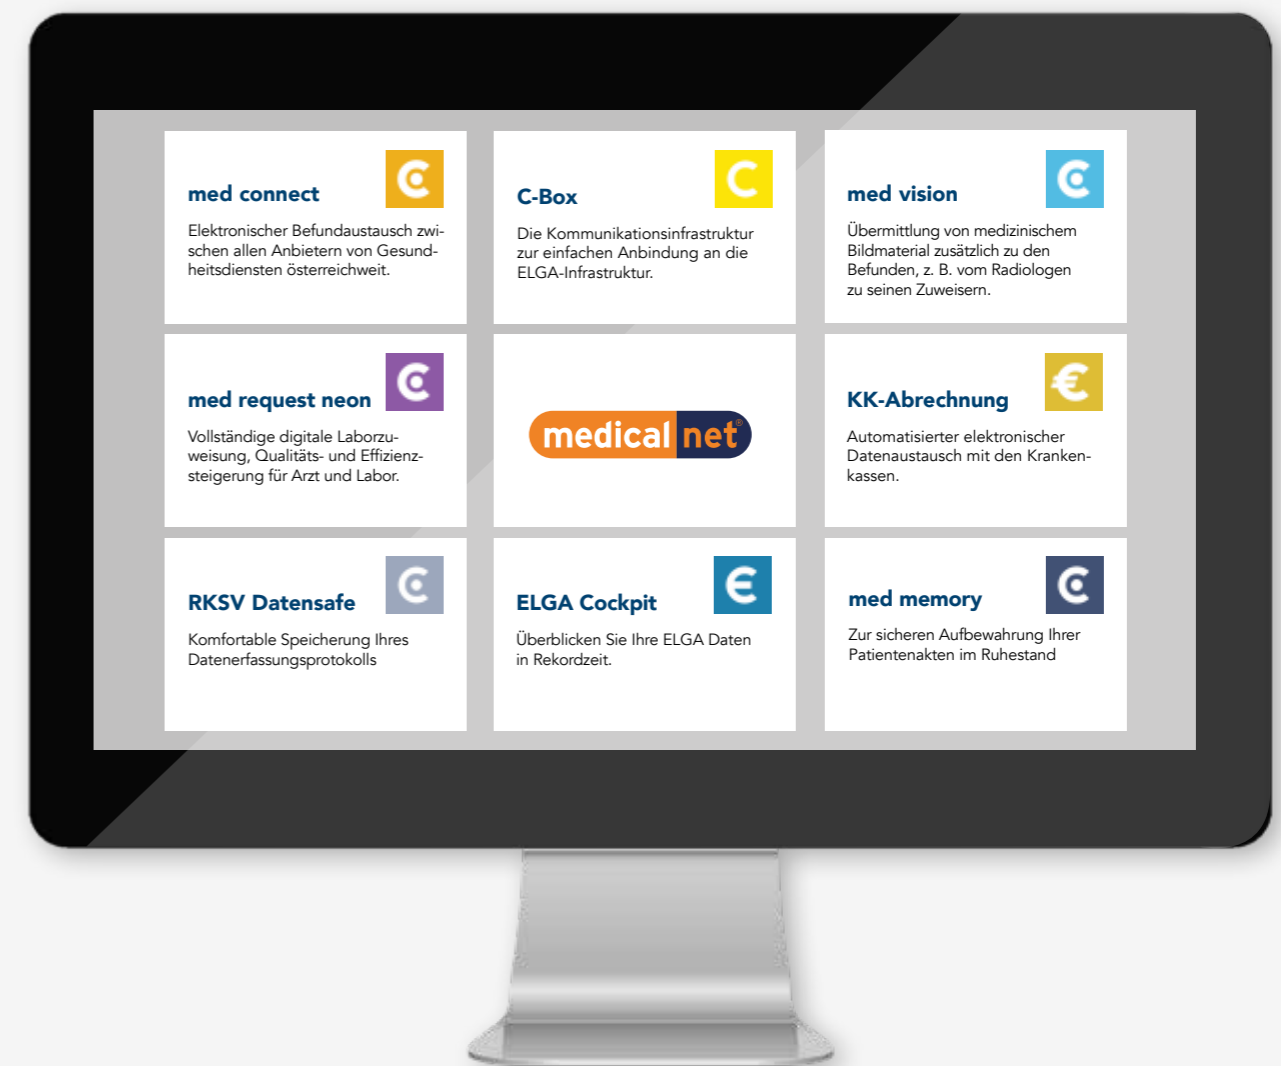 med connect
Elektronischer Befundaustausch zwi-
schen allen Anbietern von Gesund-
heitsdiensten österreichweit.
C-Box
Die Kommunikationsinfrastruktur
zur einfachen Anbindung an die
ELGA-Infrastruktur.
med vision
Übermittlung von medizinischem
Bildmaterial zusätzlich zu den
Befunden, z. B. vom Radiologen
zu seinen Zuweisern.
med request neon
Vollständige digitale Laborzu-
weisung, Qualitäts- und Effizienz-
steigerung für Arzt und Labor.
medical net®
€
KK-Abrechnung
Automatisierter elektronischer
Datenaustausch mit den Kranken-
kassen.
RKSV Datensafe
Komfortable Speicherung Ihres
Datenerfassungsprotokolls
ELGA Cockpit
Überblicken Sie Ihre ELGA Daten
in Rekordzeit.
med memory
Zur sicheren Aufbewahrung Ihrer
Patientenakten im Ruhestand